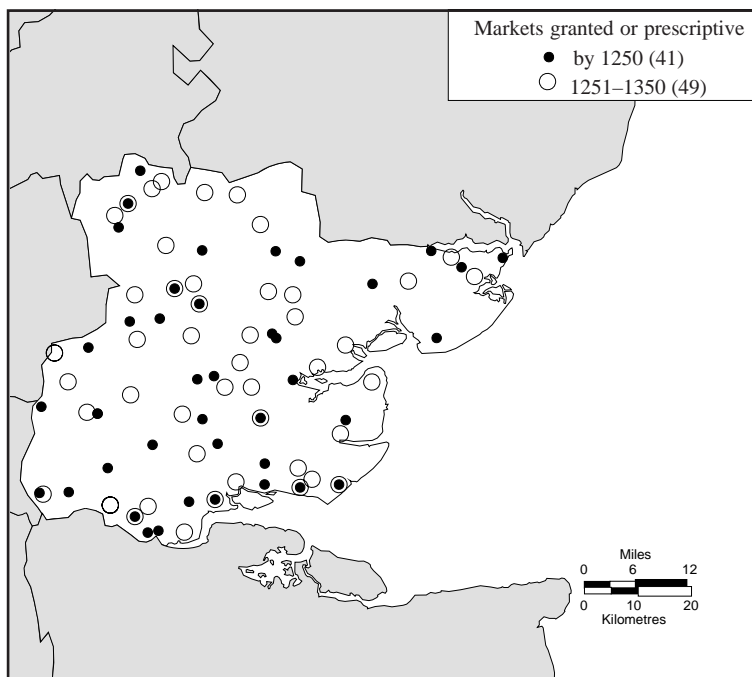 Markets granted or prescriptive
by 1250 (41)
1251–1350 (49)
Miles
0 6 12
0 10 20
Kilometres